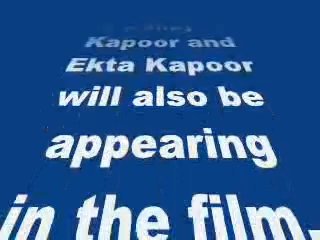 Kapoor and
Ekta Kapoor
will also be
appearing
in the film.